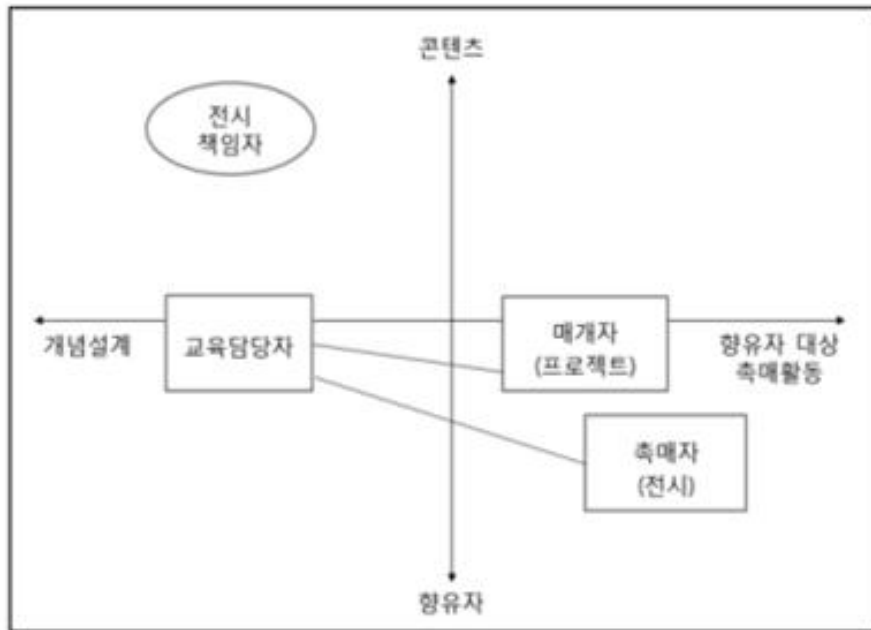 콘텐츠
전시
책임자
개념설계
교육담당자
매개자
(프로젝트)
향유자 대상
촉매활동
촉매자
(전시)
향유자